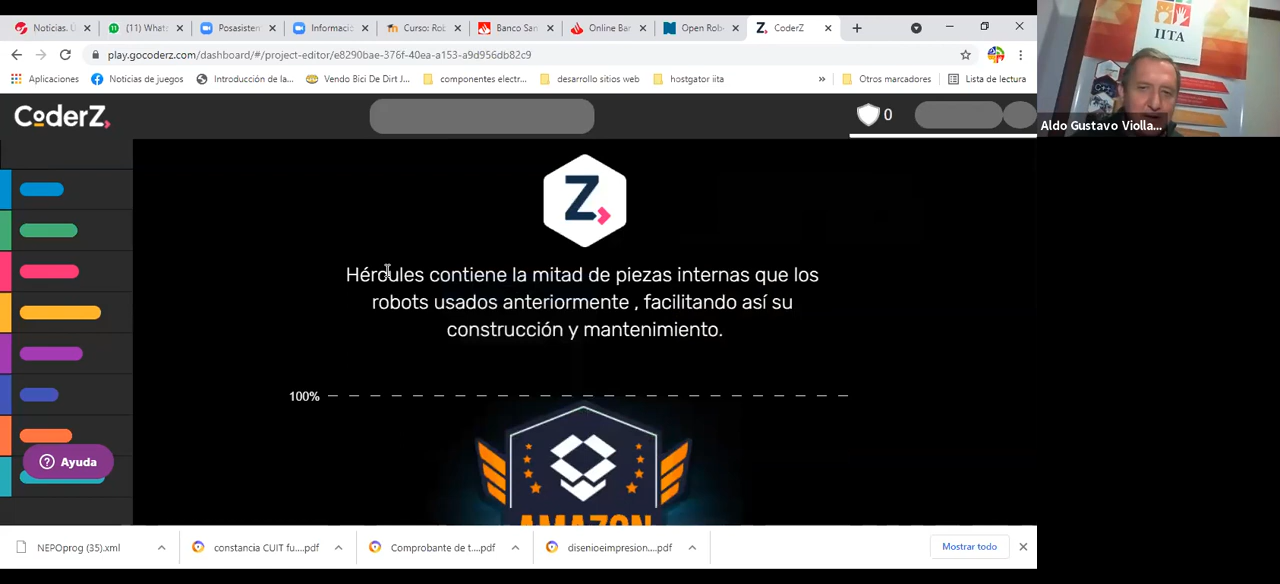 Noticias. U
(11) Whats
Posasisten
Informació
Curso: Rob
Banco San
Online Ban
Open Robe
CoderZ
play.gocoderz.com/dashboard/#/project-editor/e8290bae-376f-40ea-a153-a9d956db82c9
Aplicaciones
Noticias de juegos
Introducción de la...
Vendo Bici De Dirt J...
componentes electr...
desarrollo sitios web
hostgator iita
»
Otros marcadores
Lista de lectura
IITA
Aldo Gustavo Violla...
CoderZ
0
Z
Hércules contiene la mitad de piezas internas que los
robots usados anteriormente , facilitando así su
construcción y mantenimiento.
100%
AMAZON
Ayuda
NEPOprog (35).xml
constancia CUIT fu....pdf
Comprobante de t....pdf
disenioeimpresion....pdf
Mostrar todo